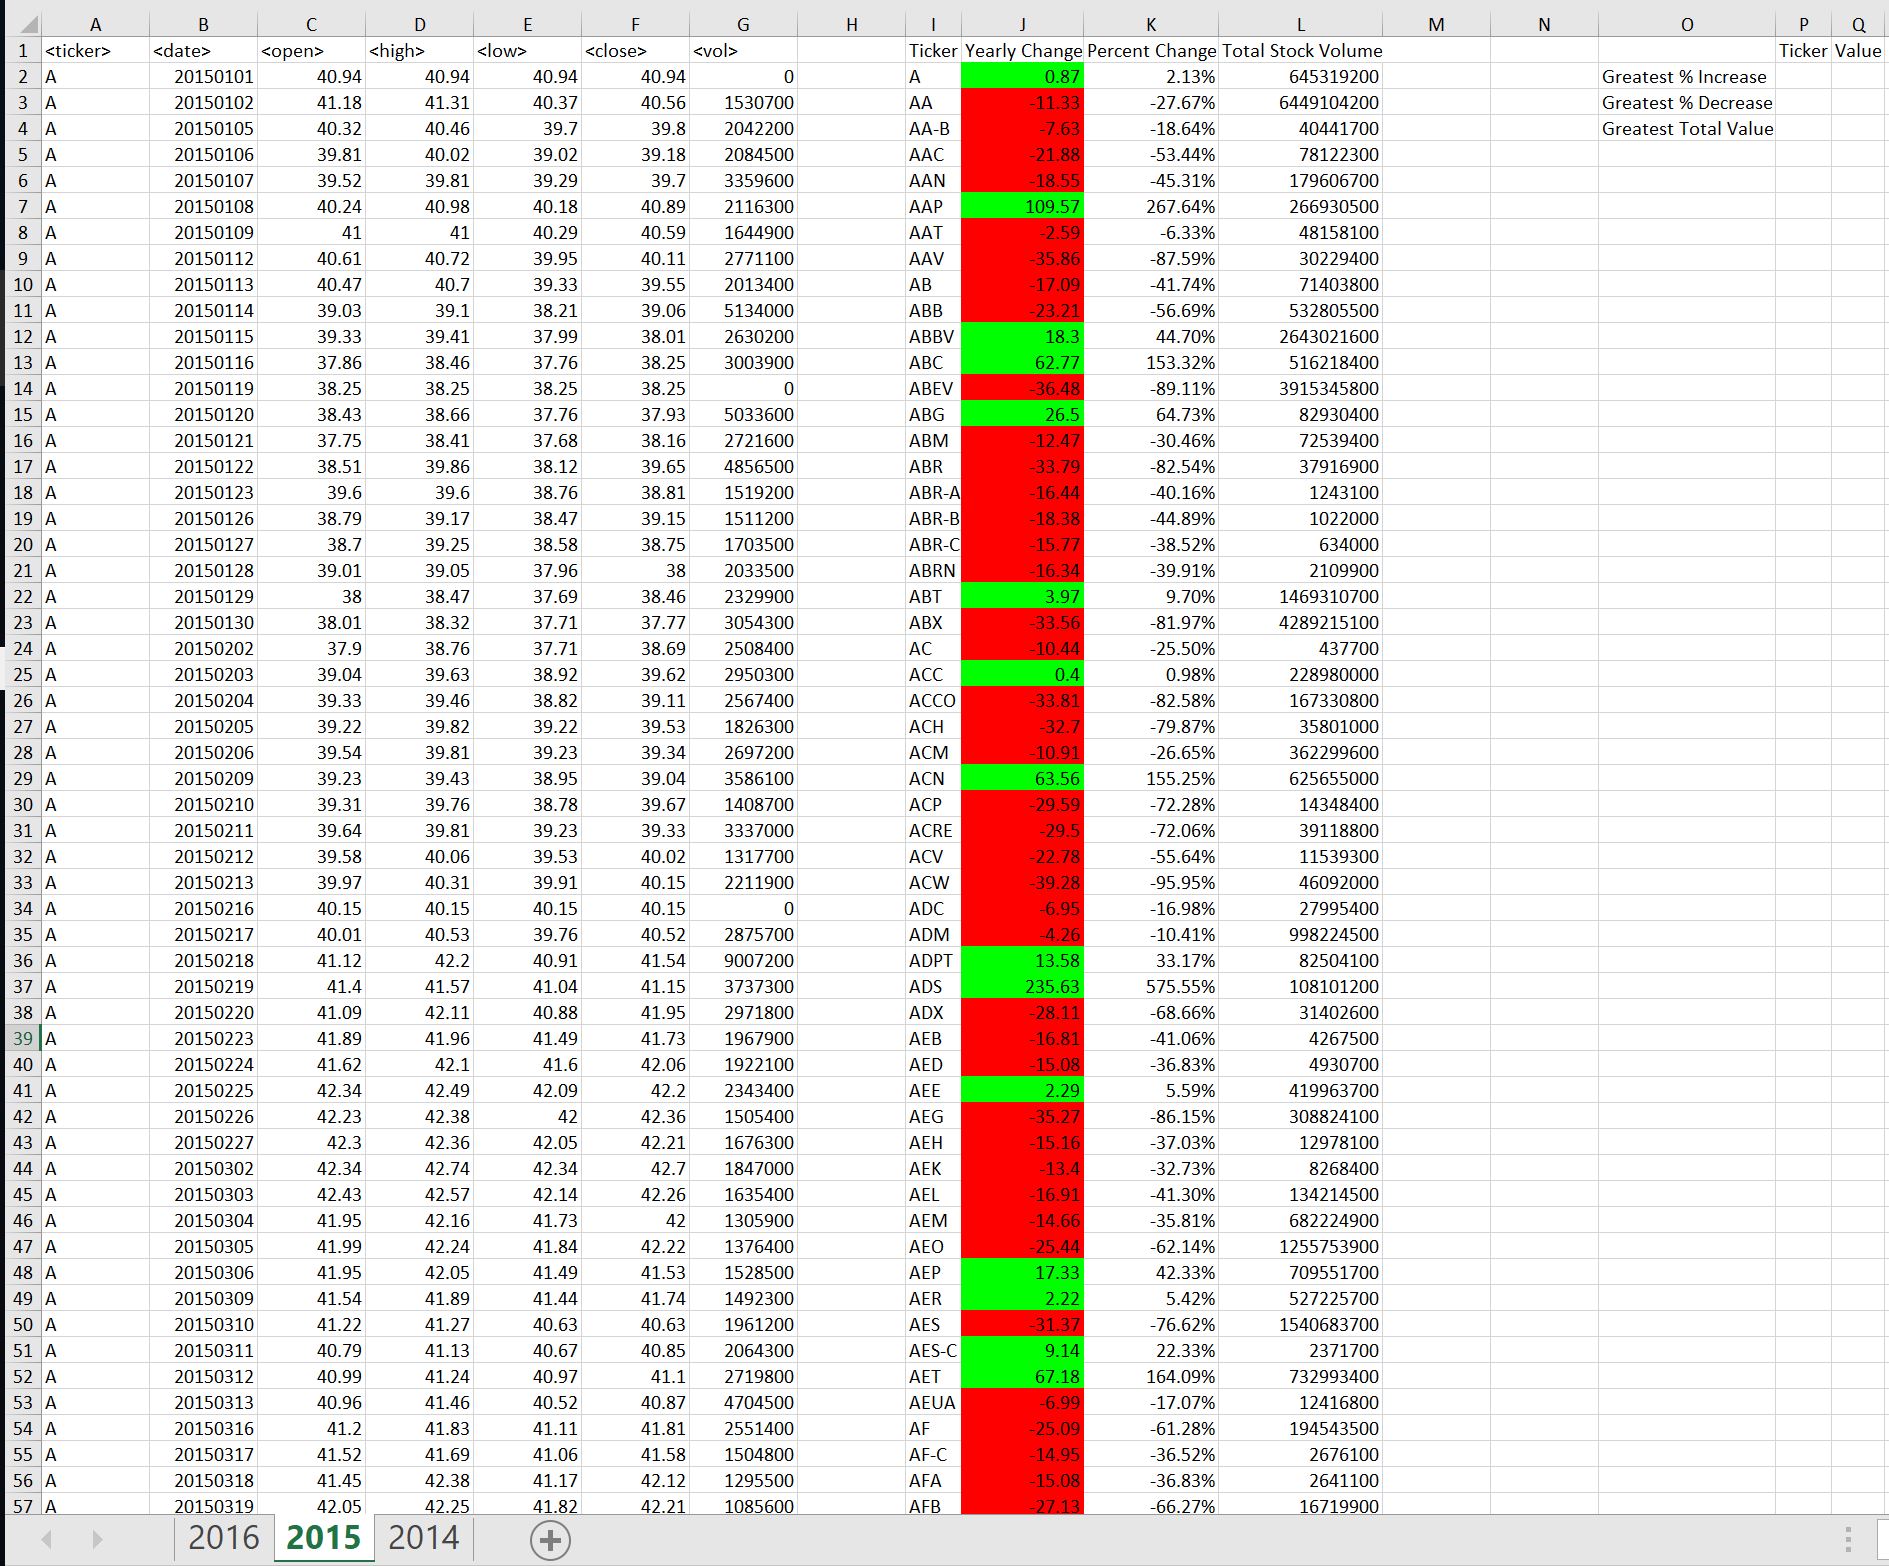 A B C D E F G H I J K L M N O P Q
1 <ticker> <date> <open> <high> <low> <close> <vol> Ticker Yearly Change Percent Change Total Stock Volume Ticker Value
2 A 20150101 40.94 40.94 40.94 40.94 0 A 0.87 2.13% 645319200 Greatest % Increase
3 A 20150102 41.18 41.31 40.37 40.56 1530700 AA -11.33 -27.67% 6449104200 Greatest % Decrease
4 A 20150105 40.32 40.46 39.7 39.8 2042200 AA-B -7.63 -18.64% 40441700 Greatest Total Value
5 A 20150106 39.81 40.02 39.02 39.18 2084500 AAC -21.88 -53.44% 78122300
6 A 20150107 39.52 39.81 39.29 39.7 3359600 AAN -18.55 -45.31% 179606700
7 A 20150108 40.24 40.98 40.18 40.89 2116300 AAP 109.57 267.64% 266930500
8 A 20150109 41 41 40.29 40.59 1644900 AAT -2.59 -6.33% 48158100
9 A 20150112 40.61 40.72 39.95 40.11 2771100 AAV -35.86 -87.59% 30229400
10 A 20150113 40.47 40.7 39.33 39.55 2013400 AB -17.09 -41.74% 71403800
11 A 20150114 39.03 39.1 38.21 39.06 5134000 ABB -23.21 -56.69% 532805500
12 A 20150115 39.33 39.41 37.99 38.01 2630200 ABBV 18.3 44.70% 2643021600
13 A 20150116 37.86 38.46 37.76 38.25 3003900 ABC 62.77 153.32% 516218400
14 A 20150119 38.25 38.25 38.25 38.25 0 ABEV -36.48 -89.11% 3915345800
15 A 20150120 38.43 38.66 37.76 37.93 5033600 ABG 26.5 64.73% 82930400
16 A 20150121 37.75 38.41 37.68 38.16 2721600 ABM -12.47 -30.46% 72539400
17 A 20150122 38.51 39.86 38.12 39.65 4856500 ABR -33.79 -82.54% 37916900
18 A 20150123 39.6 39.6 38.76 38.81 1519200 ABR-A -16.44 -40.16% 1243100
19 A 20150126 38.79 39.17 38.47 39.15 1511200 ABR-B -18.38 -44.89% 1022000
20 A 20150127 38.7 39.25 38.58 38.75 1703500 ABR-C -15.77 -38.52% 634000
21 A 20150128 39.01 39.05 37.96 38 2033500 ABRN -16.34 -39.91% 2109900
22 A 20150129 38 38.47 37.69 38.46 2329900 ABT 3.97 9.70% 1469310700
23 A 20150130 38.01 38.32 37.71 37.77 3054300 ABX -33.56 -81.97% 4289215100
24 A 20150202 37.9 38.76 37.71 38.69 2508400 AC -10.44 -25.50% 437700
25 A 20150203 39.04 39.63 38.92 39.62 2950300 ACC 0.4 0.98% 228980000
26 A 20150204 39.33 39.46 38.82 39.11 2567400 ACCO -33.81 -82.58% 167330800
27 A 20150205 39.22 39.82 39.22 39.53 1826300 ACH -32.7 -79.87% 35801000
28 A 20150206 39.54 39.81 39.23 39.34 2697200 ACM -10.91 -26.65% 362299600
29 A 20150209 39.23 39.43 38.95 39.04 3586100 ACN 63.56 155.25% 625655000
30 A 20150210 39.31 39.76 38.78 39.67 1408700 ACP -29.59 -72.28% 14348400
31 A 20150211 39.64 39.81 39.23 39.33 3337000 ACRE -29.5 -72.06% 39118800
32 A 20150212 39.58 40.06 39.53 40.02 1317700 ACV -22.78 -55.64% 11539300
33 A 20150213 39.97 40.31 39.91 40.15 2211900 ACW -39.28 -95.95% 46092000
34 A 20150216 40.15 40.15 40.15 40.15 0 ADC -6.95 -16.98% 27995400
35 A 20150217 40.01 40.53 39.76 40.52 2875700 ADM -4.26 -10.41% 998224500
36 A 20150218 41.12 42.2 40.91 41.54 9007200 ADPT 13.58 33.17% 82504100
37 A 20150219 41.4 41.57 41.04 41.15 3737300 ADS 235.63 575.55% 108101200
38 A 20150220 41.09 42.11 40.88 41.95 2971800 ADX -28.11 -68.66% 31402600
39 A 20150223 41.89 41.96 41.49 41.73 1967900 AEB -16.81 -41.06% 4267500
40 A 20150224 41.62 42.1 41.6 42.06 1922100 AED -15.08 -36.83% 4930700
41 A 20150225 42.34 42.49 42.09 42.2 2343400 AEE 2.29 5.59% 419963700
42 A 20150226 42.23 42.38 42 42.36 1505400 AEG -35.27 -86.15% 308824100
43 A 20150227 42.3 42.36 42.05 42.21 1676300 AEH -15.16 -37.03% 12978100
44 A 20150302 42.34 42.74 42.34 42.7 1847000 AEK -13.4 -32.73% 8268400
45 A 20150303 42.43 42.57 42.14 42.26 1635400 AEL -16.91 -41.30% 134214500
46 A 20150304 41.95 42.16 41.73 42 1305900 AEM -14.66 -35.81% 682224900
47 A 20150305 41.99 42.24 41.84 42.22 1376400 AEO -25.44 -62.14% 1255753900
48 A 20150306 41.95 42.05 41.49 41.53 1528500 AEP 17.33 42.33% 709551700
49 A 20150309 41.54 41.89 41.44 41.74 1492300 AER 2.22 5.42% 527225700
50 A 20150310 41.22 41.27 40.63 40.63 1961200 AES -31.37 -76.62% 1540683700
51 A 20150311 40.79 41.13 40.67 40.85 2064300 AES-C 9.14 22.33% 2371700
52 A 20150312 40.99 41.24 40.97 41.1 2719800 AET 67.18 164.09% 732993400
53 A 20150313 40.96 41.46 40.52 40.87 4704500 AEUA -6.99 -17.07% 12416800
54 A 20150316 41.2 41.83 41.11 41.81 2551400 AF -25.09 -61.28% 194543500
55 A 20150317 41.52 41.69 41.06 41.58 1504800 AF-C -14.95 -36.52% 2676100
56 A 20150318 41.45 42.38 41.17 42.12 1295500 AFA -15.08 -36.83% 2641100
57 A 20150319 42.05 42.25 41.82 42.21 1085600 AFB -27.13 -66.27% 16719900
2016 2015 2014